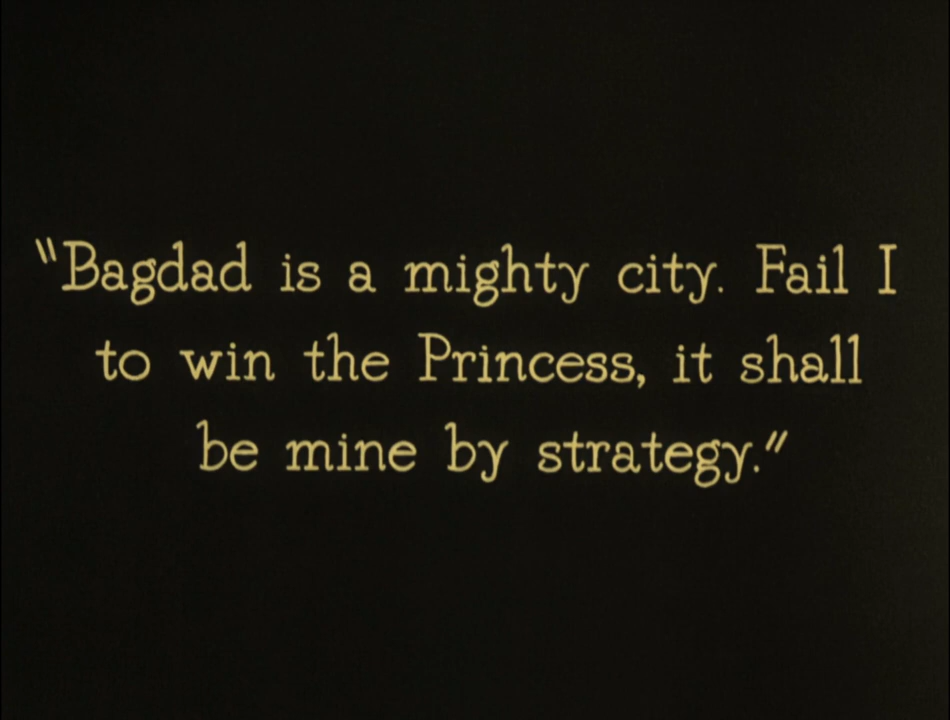 "Bagdad is a mighty city. Fail I
to win the Princess, it shall
be mine by strategy."